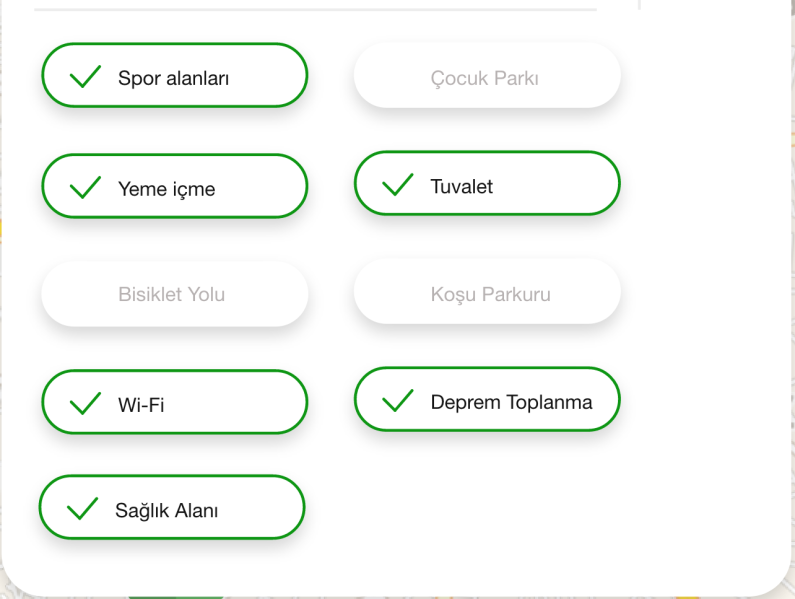 Spor alanları
Çocuk Parkı
Yeme içme
Tuvalet
Bisiklet Yolu
Koşu Parkuru
Wi-Fi
Deprem Toplanma
Sağlık Alanı